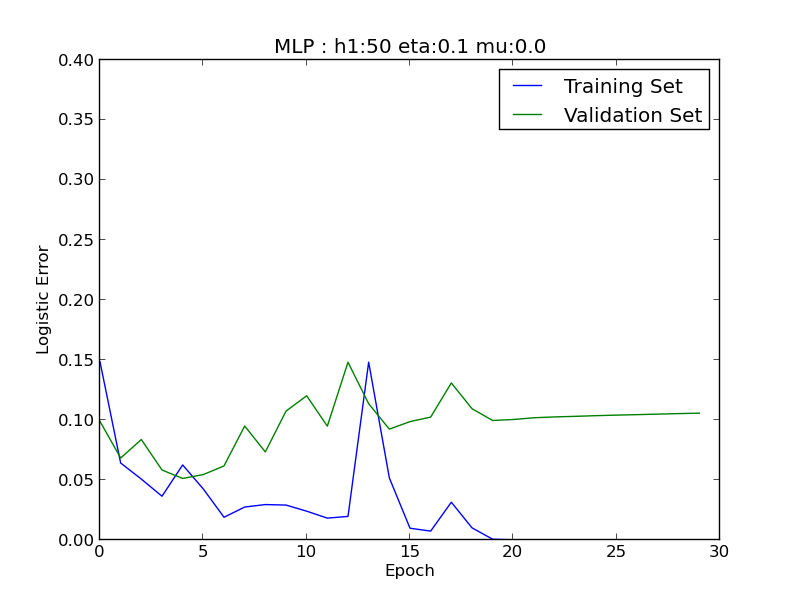 MLP : h1:50 eta:0.1 mu:0.0
Training Set
Validation Set
0.40
0.35
0.30
0.25
0.20
0.15
0.10
0.05
0.00
Logistic Error
0 5 10 15 20 25 30
Epoch